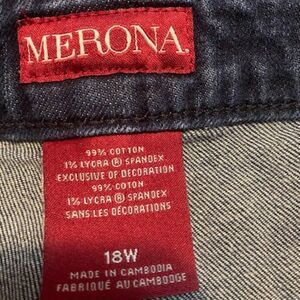 MERONA.
99% COTTON
1% LYCRA ® SPANDEX
EXCLUSIVE OF DECORATION
99% COTON
1% LYCRA ® SPANDEX
SANS LES DÉCORATIONS
18W
MADE IN CAMBODIA
FABRIQUÉ AU CAMBODGE